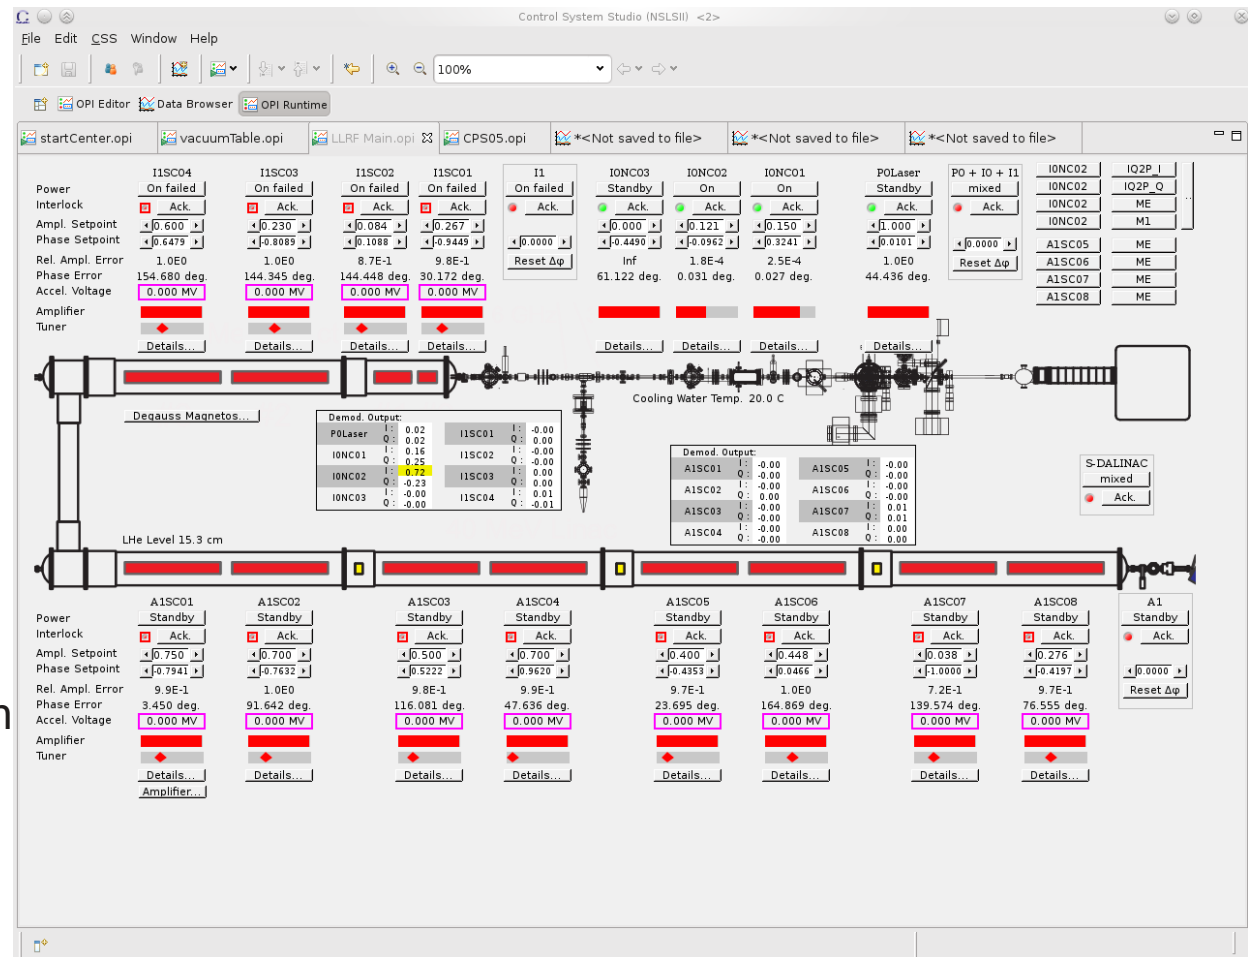 Control System Studio (NSLSII) <2>
File Edit CSS Window Help
100%
OPI Editor Data Browser OPI Runtime
startCenter.opi vacuumTable.opi LLRF Main.opi CPS05.opi *<Not saved to file> *<Not saved to file> *<Not saved to file>
I1SC04 I1SC03 I1SC02 I1SC01 I1 I0NC03 I0NC02 I0NC01 P0Laser P0 + I0 + I1
Power On failed On failed On failed On failed On failed Standby On On Standby mixed
Interlock Ack. Ack. Ack. Ack. Ack. Ack. Ack. Ack. Ack. Ack.
Ampl. Setpoint 0.600 0.230 0.084 0.267 0.000 0.121 0.150 1.000
Phase Setpoint 0.6479 -0.8089 0.1088 -0.9449 0.0000 -0.4490 -0.0962 0.3241 0.0101 0.0000
Rel. Ampl. Error 1.0E0 1.0E0 8.7E-1 9.8E-1 Reset Δφ Inf 1.8E-4 2.5E-4 1.0E0 Reset Δφ
Phase Error 154.680 deg. 144.345 deg. 144.448 deg. 30.172 deg. 61.122 deg. 0.031 deg. 0.027 deg. 44.436 deg.
Accel. Voltage 0.000 MV 0.000 MV 0.000 MV 0.000 MV
Amplifier
Tuner
Details... Details... Details... Details... Details... Details... Details... Details...
I0NC02 IQ2P_I
I0NC02 IQ2P_Q
I0NC02 ME
I0NC02 M1
A1SC05 ME
A1SC06 ME
A1SC07 ME
A1SC08 ME
Cooling Water Temp. 20.0 C
Degauss Magnetos...
Demod. Output:
P0Laser I: 0.02 Q: 0.02 I1SC01 I: -0.00 Q: 0.00
I0NC01 I: 0.16 Q: 0.25 I1SC02 I: -0.00 Q: -0.00
I0NC02 I: 0.72 Q: -0.23 I1SC03 I: 0.00 Q: 0.00
I0NC03 I: -0.00 Q: -0.00 I1SC04 I: 0.01 Q: -0.01
Demod. Output:
A1SC01 I: -0.00 Q: -0.00 A1SC05 I: -0.00 Q: -0.00
A1SC02 I: -0.00 Q: 0.00 A1SC06 I: -0.00 Q: -0.00
A1SC03 I: -0.00 Q: -0.00 A1SC07 I: 0.01 Q: 0.01
A1SC04 I: -0.00 Q: -0.00 A1SC08 I: 0.00 Q: 0.00
S-DALINAC
mixed
Ack.
LHe Level 15.3 cm
A1SC01 A1SC02 A1SC03 A1SC04 A1SC05 A1SC06 A1SC07 A1SC08 A1
Power Standby Standby Standby Standby Standby Standby Standby Standby Standby
Interlock Ack. Ack. Ack. Ack. Ack. Ack. Ack. Ack. Ack.
Ampl. Setpoint 0.750 0.700 0.500 0.700 0.400 0.448 0.038 0.276
Phase Setpoint -0.7941 -0.7632 0.5222 0.9620 -0.4353 0.0466 -1.0000 -0.4197 0.0000
Rel. Ampl. Error 9.9E-1 1.0E0 9.8E-1 9.9E-1 9.7E-1 1.0E0 7.2E-1 9.7E-1 Reset Δφ
Phase Error 3.450 deg. 91.642 deg. 116.081 deg. 47.636 deg. 23.695 deg. 164.869 deg. 139.574 deg. 76.555 deg.
Accel. Voltage 0.000 MV 0.000 MV 0.000 MV 0.000 MV 0.000 MV 0.000 MV 0.000 MV 0.000 MV
Amplifier
Tuner
Details... Details... Details... Details... Details... Details... Details... Details...
Amplifier...